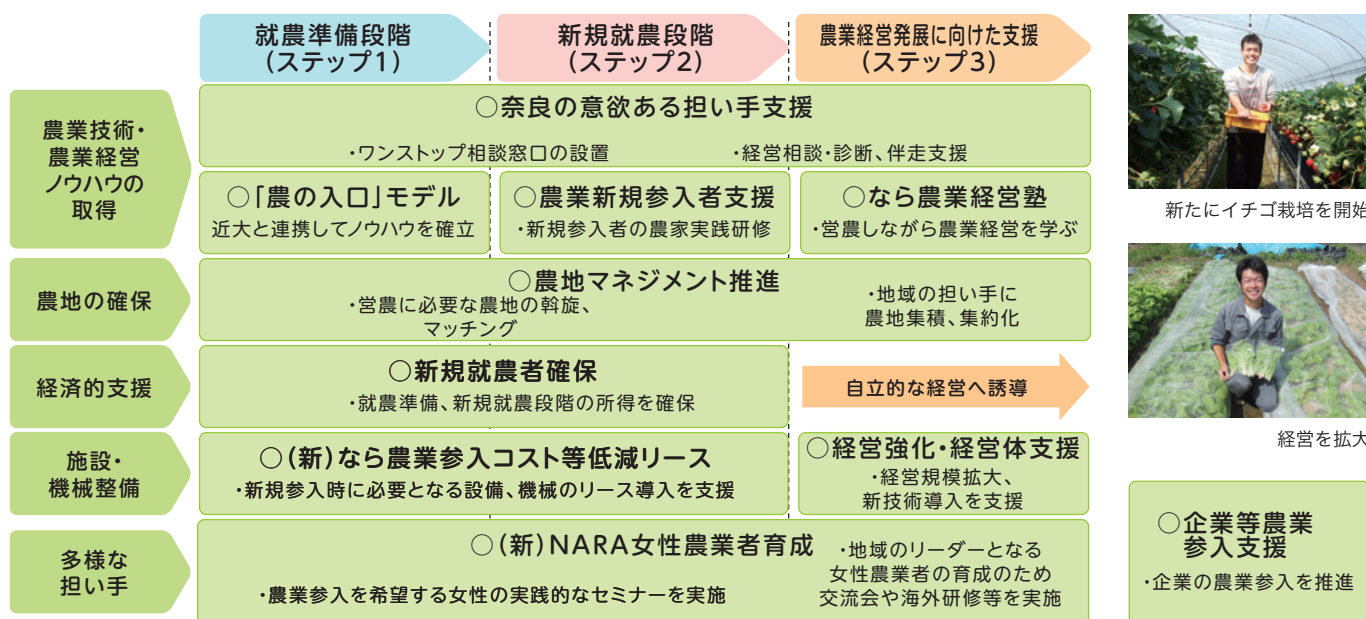 就農準備段階
(ステップ1)
新規就農段階
(ステップ2)
農業経営発展に向けた支援
(ステップ3)
農業技術・
農業経営
ノウハウの
取得
○奈良の意欲ある担い手支援
・ワンストップ相談窓口の設置
・経営相談・診断、伴走支援
○「農の入口」モデル
近大と連携してノウハウを確立
○農業新規参入者支援
・新規参入者の農家実践研修
○なら農業経営塾
・営農しながら農業経営を学ぶ
農地の確保
○農地マネジメント推進
・営農に必要な農地の斡旋、
マッチング
・地域の担い手に
農地集積、集約化
経済的支援
○新規就農者確保
・就農準備、新規就農段階の所得を確保
自立的な経営へ誘導
施設・
機械整備
○(新)なら農業参入コスト等低減リース
・新規参入時に必要となる設備、機械のリース導入を支援
○経営強化・経営体支援
・経営規模拡大、
新技術導入を支援
多様な
担い手
○(新)NARA女性農業者育成
・農業参入を希望する女性の実践的なセミナーを実施
・地域のリーダーとなる
女性農業者の育成のため
交流会や海外研修等を実施
新たにイチゴ栽培を開始
経営を拡大
○企業等農業
参入支援
・企業の農業参入を推進